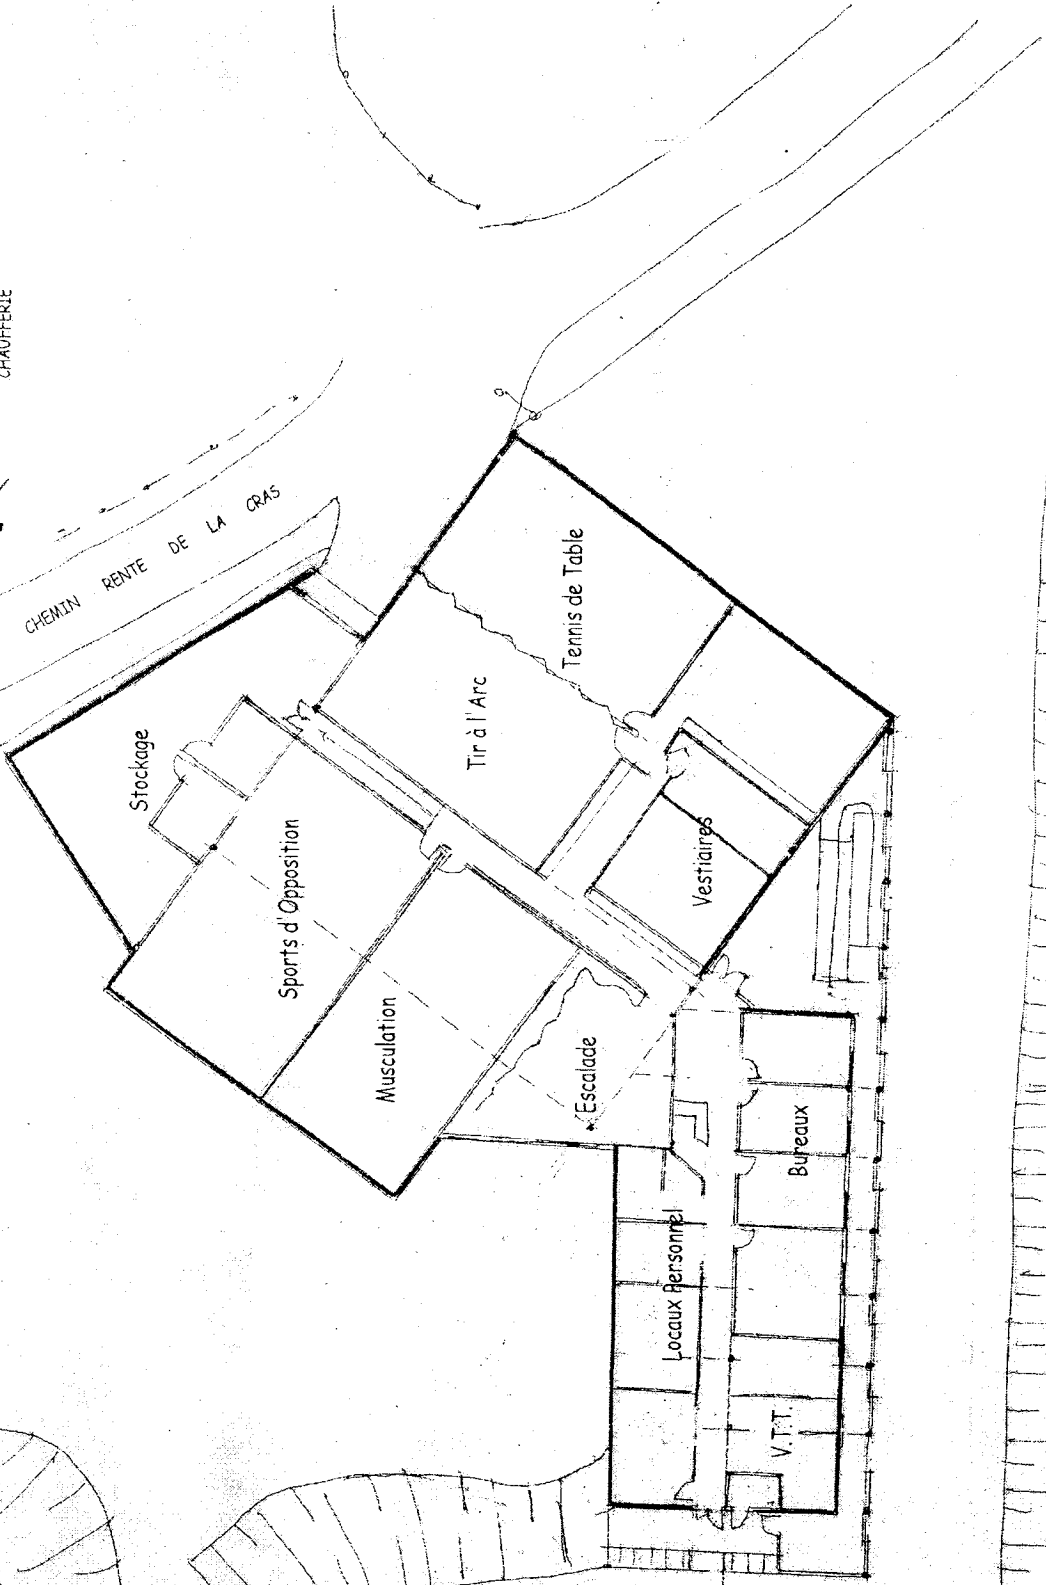 CHAUFFERIE
CHEMIN RENTE DE LA CRAS
Stockage
Tennis de Table
Tir à l'Arc
Sports d'Opposition
Vestiaires
Musculation
Escalade
Bureaux
Locaux Personnel
V.T.T.